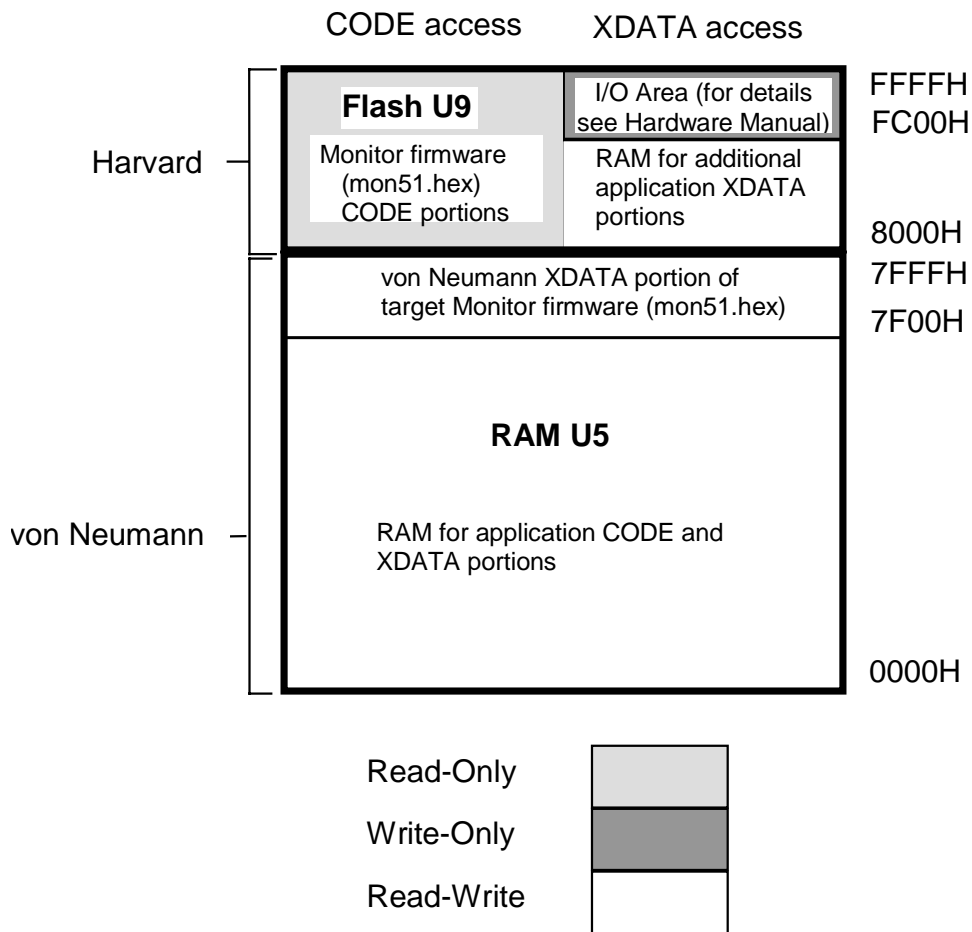 CODE access
XDATA access
Harvard
Flash U9
Monitor firmware
(mon51.hex)
CODE portions
I/O Area (for details
see Hardware Manual)
RAM for additional
application XDATA
portions
FFFFH
FC00H
8000H
7FFFH
7F00H
von Neumann XDATA portion of
target Monitor firmware (mon51.hex)
von Neumann
RAM U5
RAM for application CODE and
XDATA portions
0000H
Read-Only
Write-Only
Read-Write